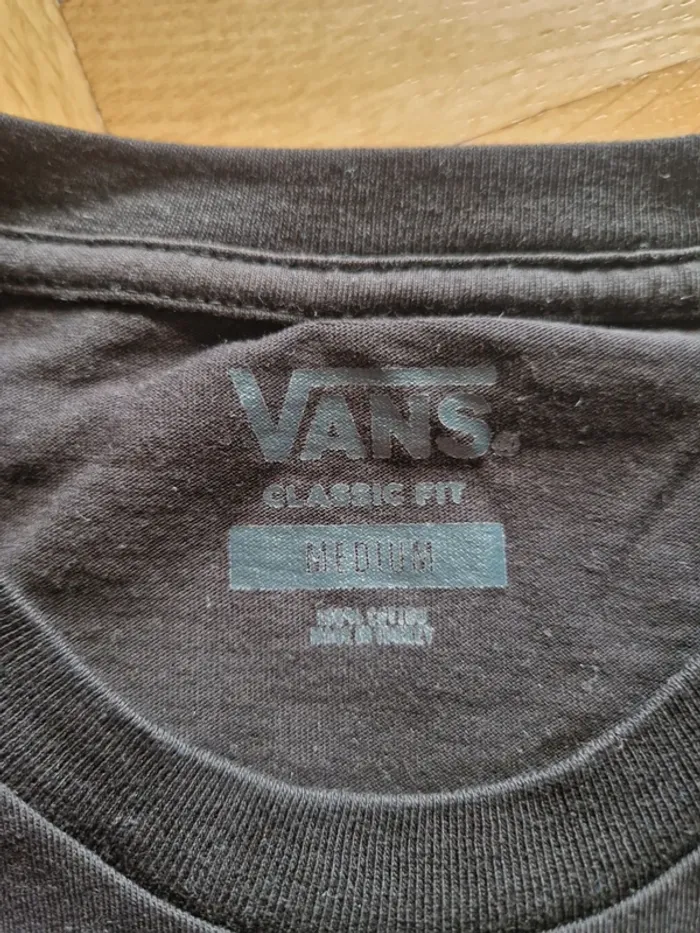 VANS
CLASSIC FIT
MEDIUM
100% COTTON
MADE IN TURKEY